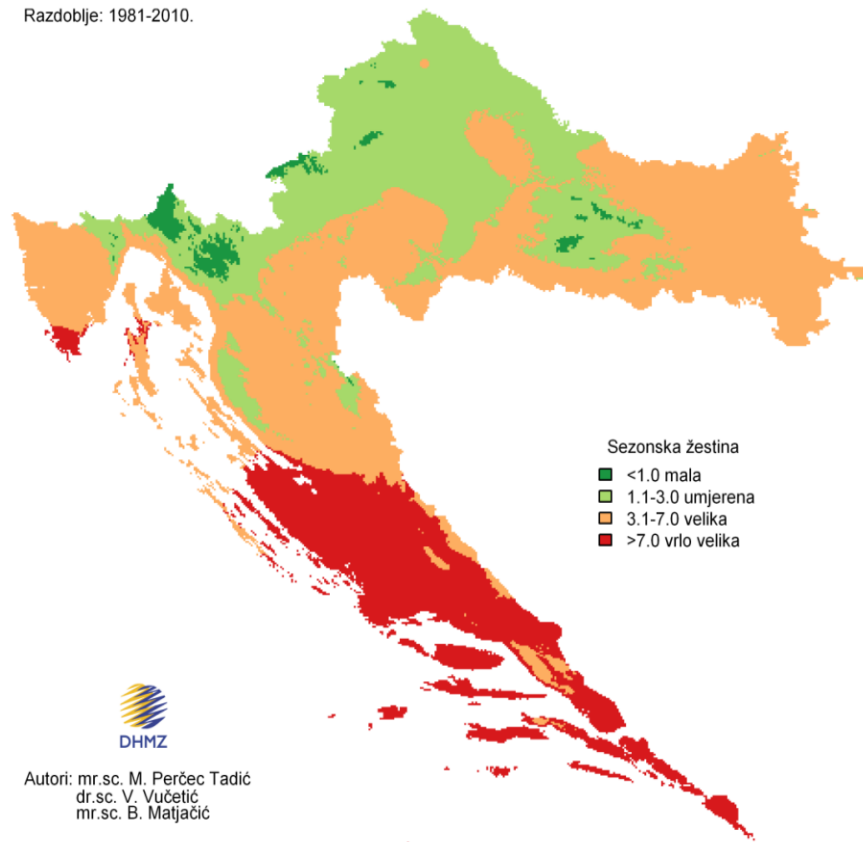 Razdoblje: 1981-2010.
Sezonska žestina
<1.0 mala
1.1-3.0 umjerena
3.1-7.0 velika
>7.0 vrlo velika
DHMZ
Autori: mr.sc. M. Perčec Tadić
dr.sc. V. Vučetić
mr.sc. B. Matjačić